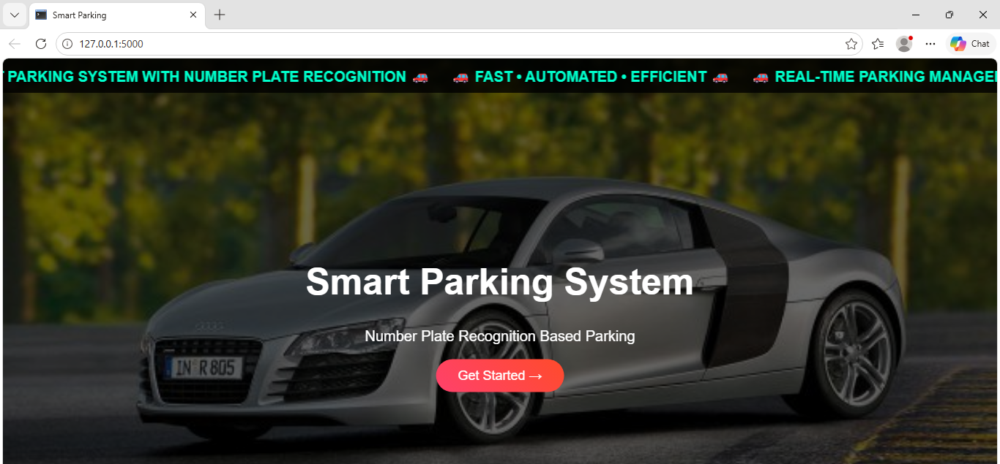 Smart Parking
127.0.0.1:5000
Chat
PARKING SYSTEM WITH NUMBER PLATE RECOGNITION 🚗 🚗 FAST • AUTOMATED • EFFICIENT 🚗 🚗 REAL-TIME PARKING
Smart Parking System
Number Plate Recognition Based Parking
IN R 805
Get Started →